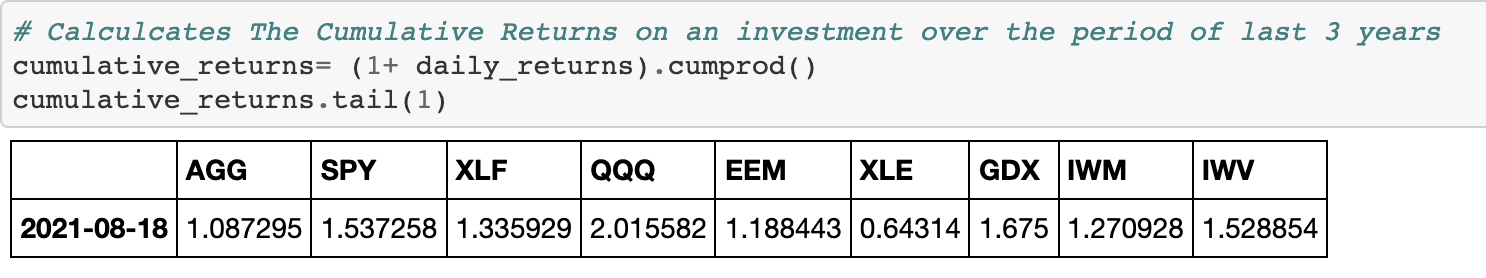 # Calculcates The Cumulative Returns on an investment over the period of last 3 years
cumulative_returns= (1+ daily_returns).cumprod()
cumulative_returns.tail(1)
AGG SPY XLF QQQ EEM XLE GDX IWM IWV
2021-08-18 1.087295 1.537258 1.335929 2.015582 1.188443 0.64314 1.675 1.270928 1.528854